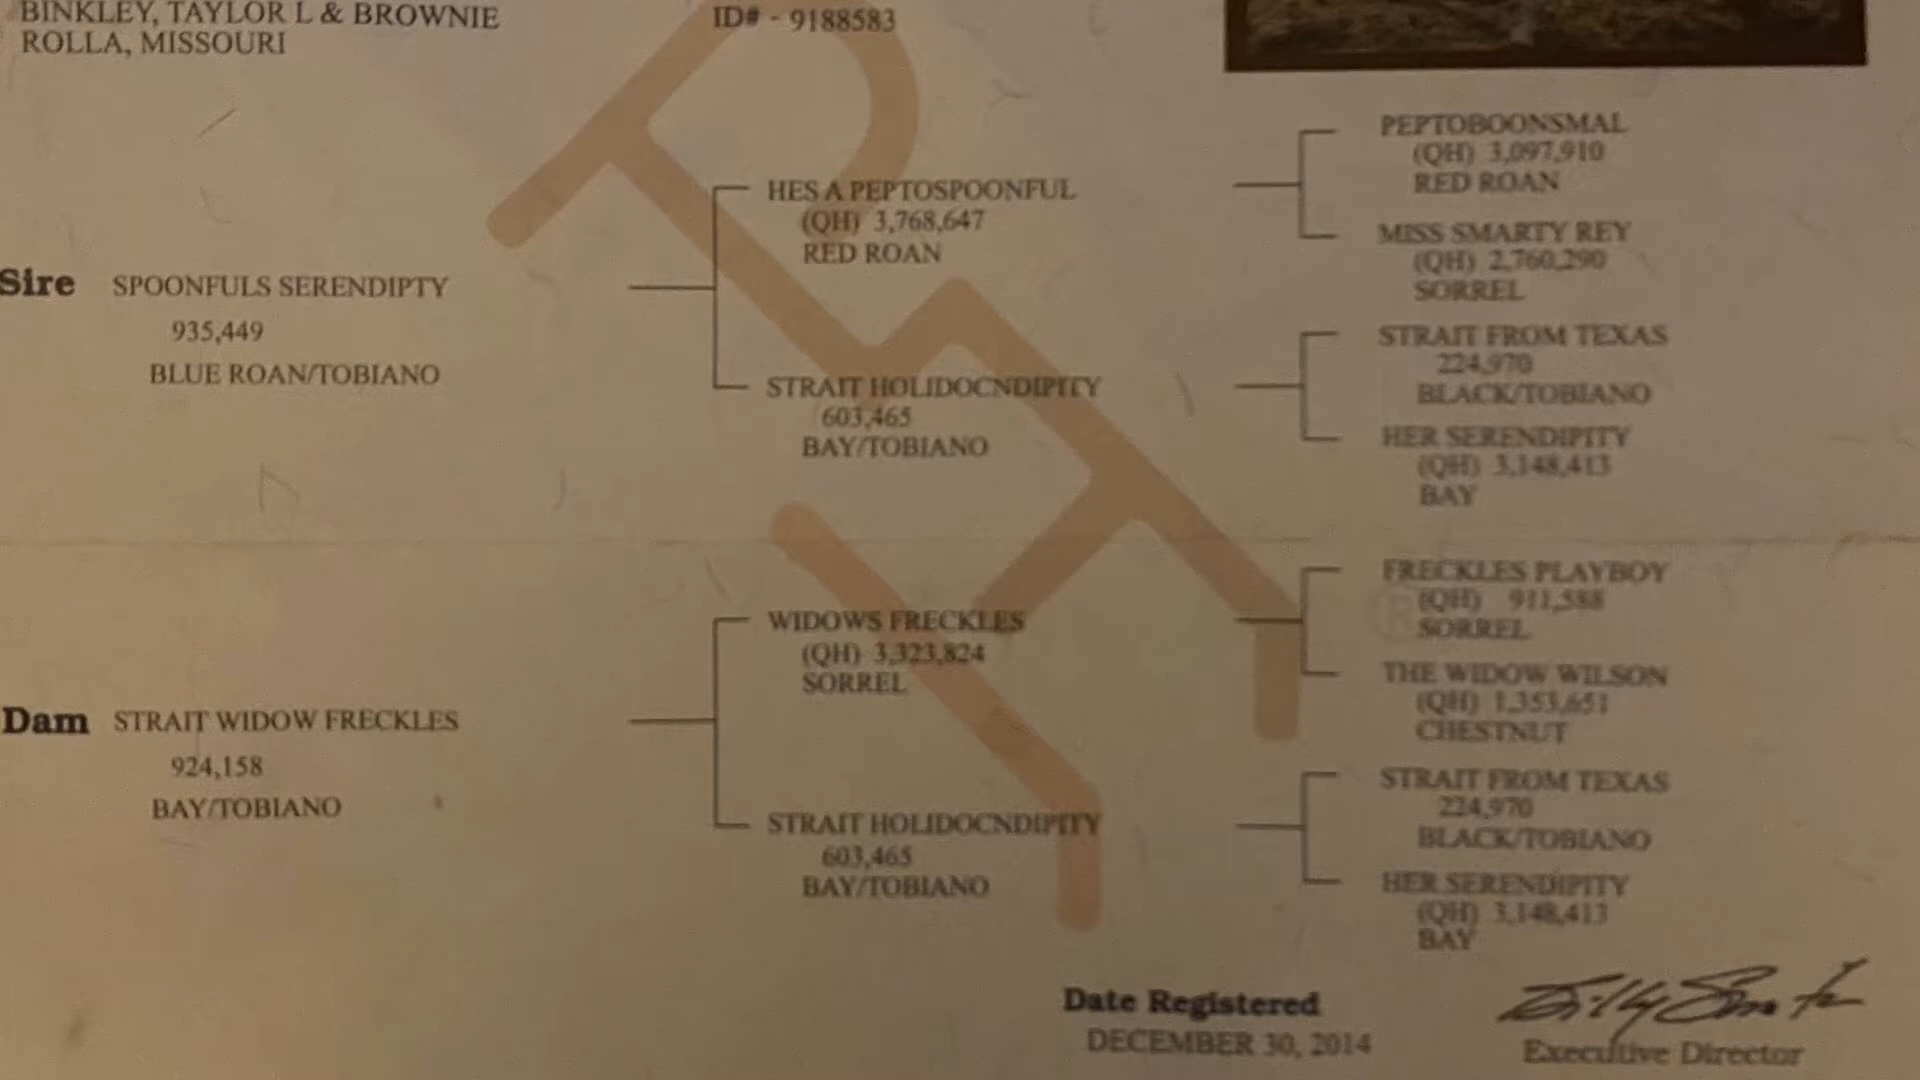 BINKLEY, TAYLOR L & BROWNIE
ROLLA, MISSOURI
ID# - 9188583
Sire SPOONFULS SERENDIPTY
935,449
BLUE ROAN/TOBIANO
HES A PEPTOSPOONFUL
(QH) 3,768,647
RED ROAN
STRAIT HOLIDOCNDIPITY
603,465
BAY/TOBIANO
PEPTOBOONSMAL
(QH) 3,097,910
RED ROAN
MISS SMARTY REY
(QH) 2,760,290
SORREL
STRAIT FROM TEXAS
224,970
BLACK/TOBIANO
HER SERENDIPITY
(QH) 3,148,413
BAY
Dam STRAIT WIDOW FRECKLES
924,158
BAY/TOBIANO
WIDOWS FRECKLES
(QH) 3,323,824
SORREL
STRAIT HOLIDOCNDIPITY
603,465
BAY/TOBIANO
FRECKLES PLAYBOY
(QH) 911,588
SORREL
THE WIDOW WILSON
(QH) 1,353,651
CHESTNUT
STRAIT FROM TEXAS
224,970
BLACK/TOBIANO
HER SERENDIPITY
(QH) 3,148,413
BAY
Date Registered
DECEMBER 30, 2014
Executive Director